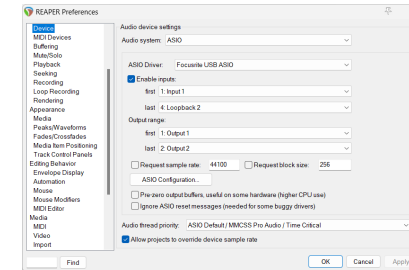 REAPER Preferences
Device
MIDI Devices
Buffering
Mute/Solo
Playback
Seeking
Recording
Loop Recording
Rendering
Appearance
Media
Peaks/Waveforms
Fades/Crossfades
Media Item Positioning
Track Control Panels
Editing Behavior
Envelope Display
Automation
Mouse
Mouse Modifiers
MIDI Editor
Media
MIDI
Video
Import
Find
Audio device settings
Audio system: ASIO
ASIO Driver: Focusrite USB ASIO
Enable inputs:
first 1: Input 1
last 4: Loopback 2
Output range:
first 1: Output 1
last 2: Output 2
Request sample rate: 44100 Request block size: 256
ASIO Configuration...
Pre-zero output buffers, useful on some hardware (higher CPU use)
Ignore ASIO reset messages (needed for some buggy drivers)
Audio thread priority: ASIO Default / MMCSS Pro Audio / Time Critical
Allow projects to override device sample rate
OK Cancel Apply